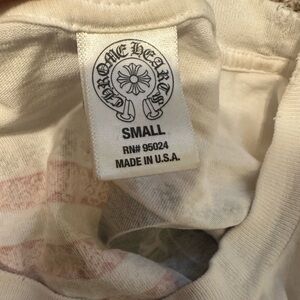 CHROME HEARTS
SMALL
RN# 95024
MADE IN U.S.A.